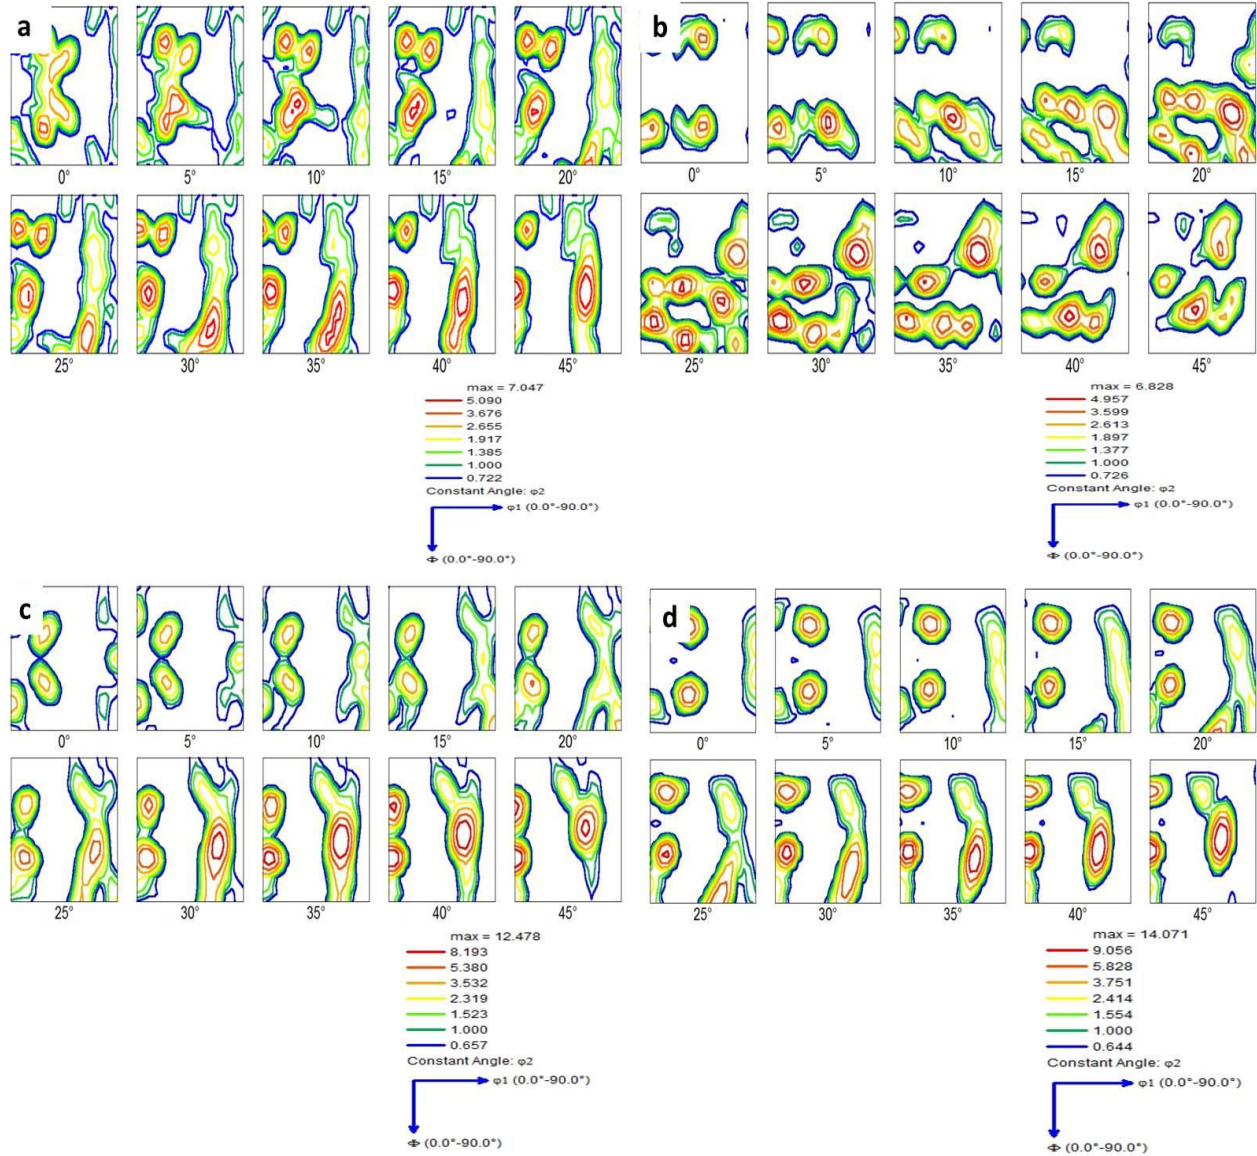 a
0° 5° 10° 15° 20°
25° 30° 35° 40° 45°
max = 7.047
5.090
3.676
2.655
1.917
1.385
1.000
0.722
Constant Angle: φ2
φ1 (0.0°-90.0°)
Φ (0.0°-90.0°)
b
0° 5° 10° 15° 20°
25° 30° 35° 40° 45°
max = 6.828
4.957
3.599
2.613
1.897
1.377
1.000
0.726
Constant Angle: φ2
φ1 (0.0°-90.0°)
Φ (0.0°-90.0°)
c
0° 5° 10° 15° 20°
25° 30° 35° 40° 45°
max = 12.478
8.193
5.380
3.532
2.319
1.523
1.000
0.657
Constant Angle: φ2
φ1 (0.0°-90.0°)
Φ (0.0°-90.0°)
d
0° 5° 10° 15° 20°
25° 30° 35° 40° 45°
max = 14.071
9.056
5.828
3.751
2.414
1.554
1.000
0.644
Constant Angle: φ2
φ1 (0.0°-90.0°)
Φ (0.0°-90.0°)